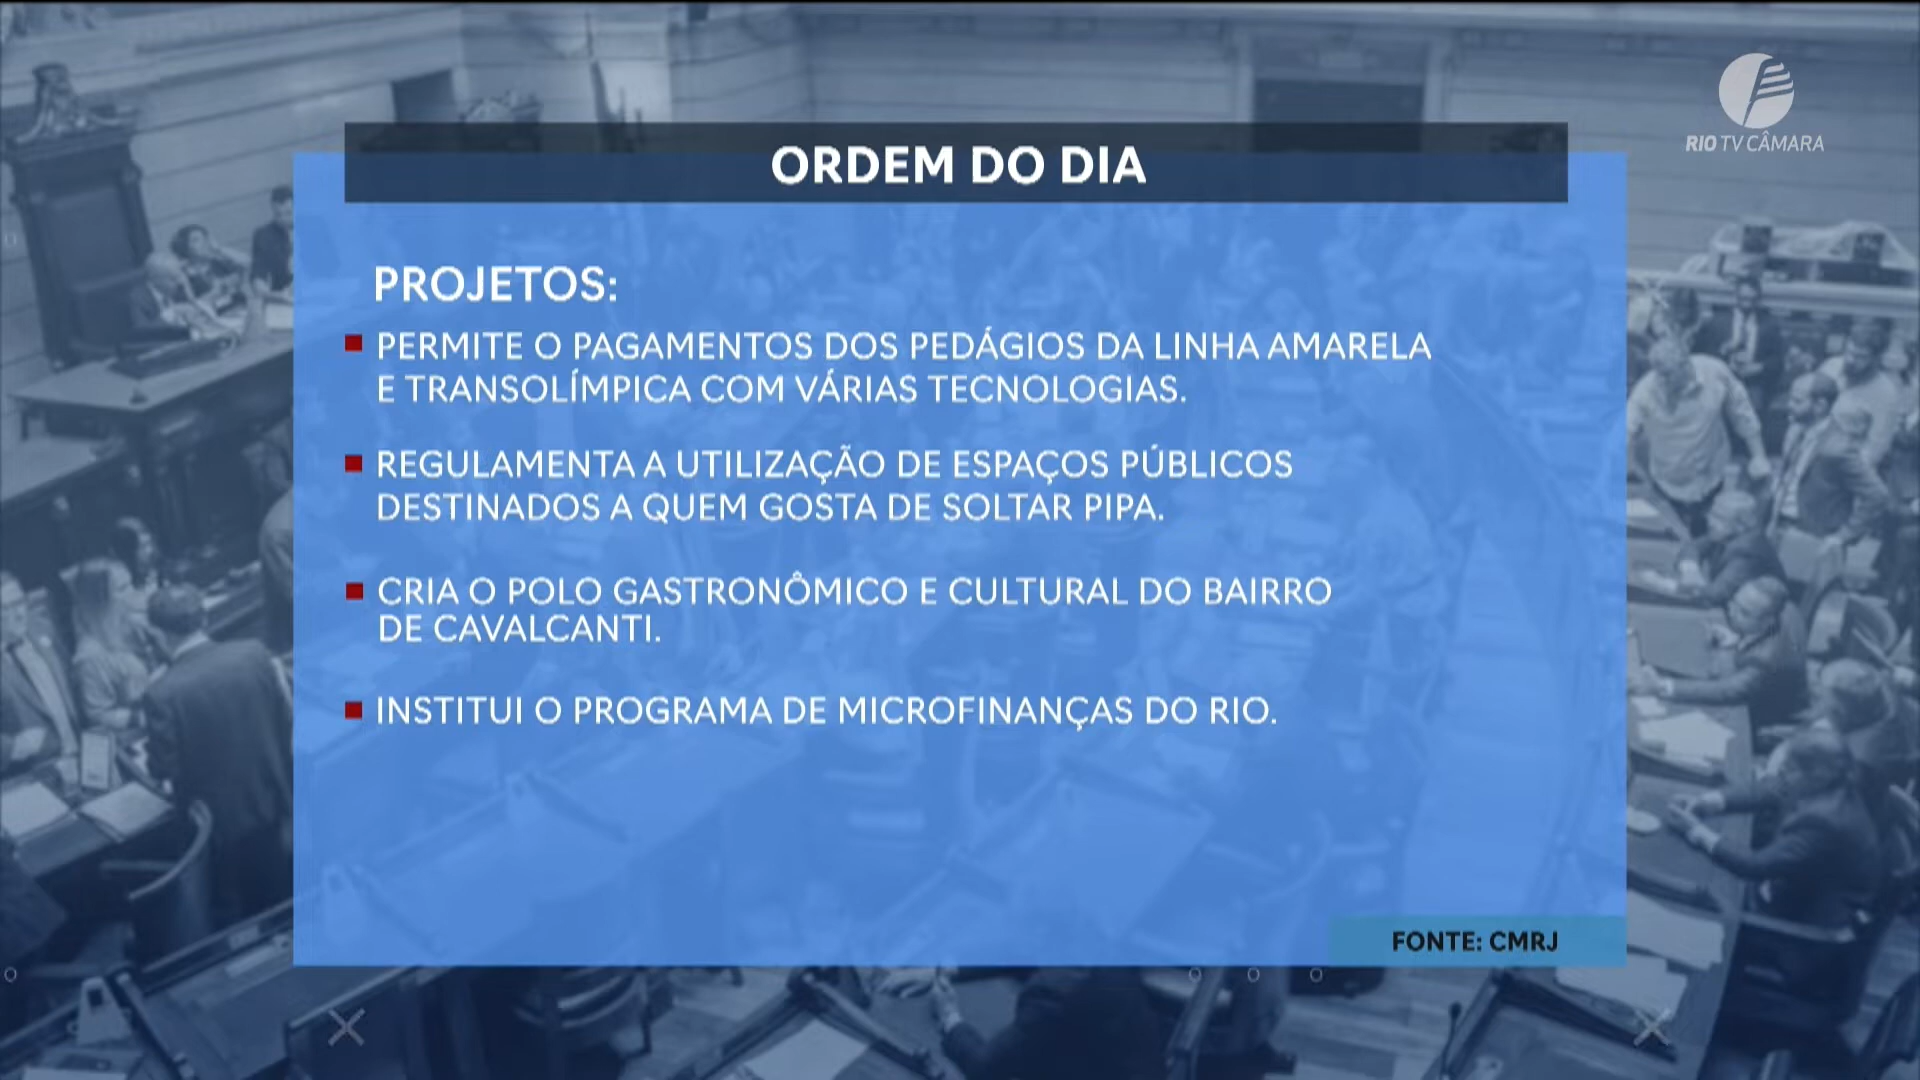 RIO TV CÂMARA
ORDEM DO DIA
PROJETOS:
PERMITE O PAGAMENTOS DOS PEDÁGIOS DA LINHA AMARELA
E TRANSOLÍMPICA COM VÁRIAS TECNOLOGIAS.
REGULAMENTA A UTILIZAÇÃO DE ESPAÇOS PÚBLICOS
DESTINADOS A QUEM GOSTA DE SOLTAR PIPA.
CRIA O POLO GASTRONÔMICO E CULTURAL DO BAIRRO
DE CAVALCANTI.
INSTITUI O PROGRAMA DE MICROFINANÇAS DO RIO.
FONTE: CMRJ